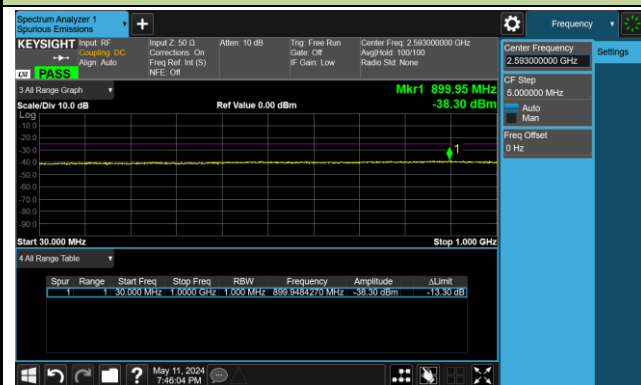 Spectrum Analyzer 1
Spurious Emissions
Frequency
KEYSIGHT
Input: RF
Coupling: DC
Align: Auto
Input Z: 50 Ω
Corrections: On
Freq Ref: Int (S)
NFE: Off
Atten: 10 dB
Trig: Free Run
Gate: Off
IF Gain: Low
Center Freq: 2.593000000 GHz
Avg|Hold: 100/100
Radio Std: None
LXI
PASS
Center Frequency
2.593000000 GHz
Settings
CF Step
5.000000 MHz
Auto
Man
Freq Offset
0 Hz
3 All Range Graph
Mkr1 899.95 MHz
Scale/Div 10.0 dB
Ref Value 0.00 dBm
-38.30 dBm
Log
-10.0
-20.0
-30.0
-40.0
-50.0
-60.0
-70.0
-80.0
-90.0
1
Start 30.000 MHz
Stop 1.000 GHz
4 All Range Table
Spur Range Start Freq Stop Freq RBW Frequency Amplitude ΔLimit
1 1 30.000 MHz 1.0000 GHz 1.000 MHz 899.9484270 MHz -38.30 dBm -13.30 dB
?
May 11, 2024
7:46:04 PM